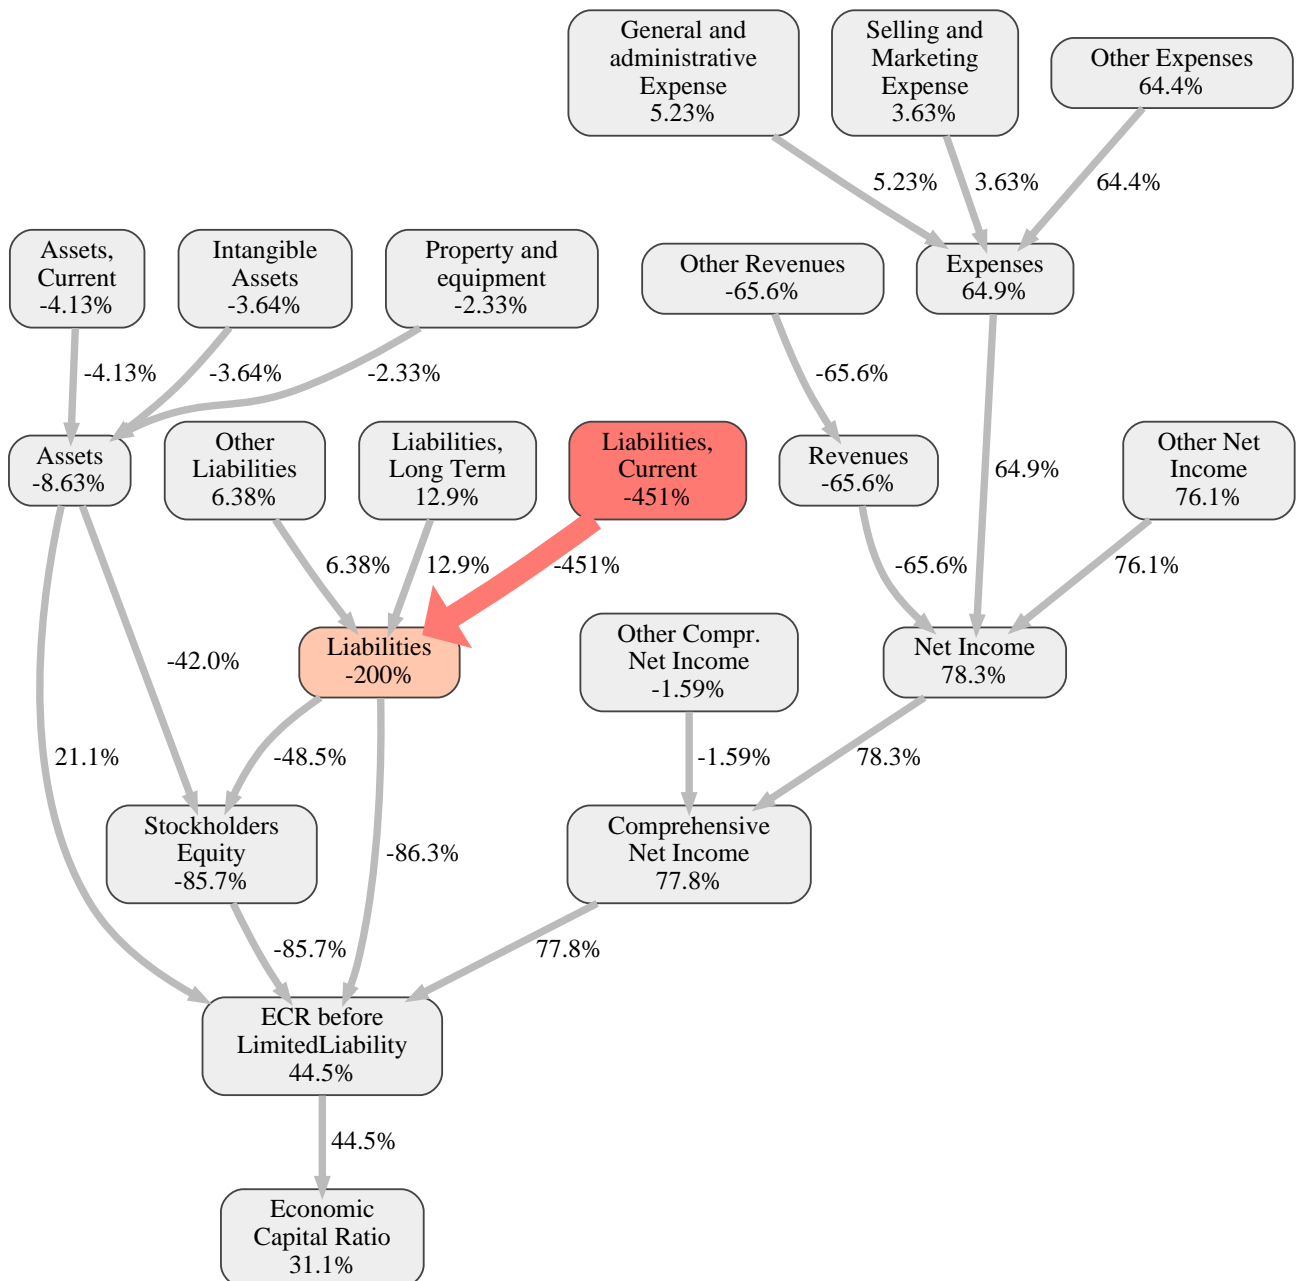 General and
administrative
Expense
5.23%
Selling and
Marketing
Expense
3.63%
Other Expenses
64.4%
5.23%
3.63%
64.4%
Assets,
Current
-4.13%
Intangible
Assets
-3.64%
Property and
equipment
-2.33%
Other Revenues
-65.6%
Expenses
64.9%
-4.13%
-3.64%
-2.33%
-65.6%
Assets
-8.63%
Other
Liabilities
6.38%
Liabilities,
Long Term
12.9%
Liabilities,
Current
-451%
Revenues
-65.6%
64.9%
Other Net
Income
76.1%
6.38%
12.9%
-451%
-65.6%
76.1%
-42.0%
Liabilities
-200%
Other Compr.
Net Income
-1.59%
Net Income
78.3%
21.1%
-48.5%
-1.59%
78.3%
Stockholders
Equity
-85.7%
-86.3%
Comprehensive
Net Income
77.8%
-85.7%
77.8%
ECR before
LimitedLiability
44.5%
44.5%
Economic
Capital Ratio
31.1%